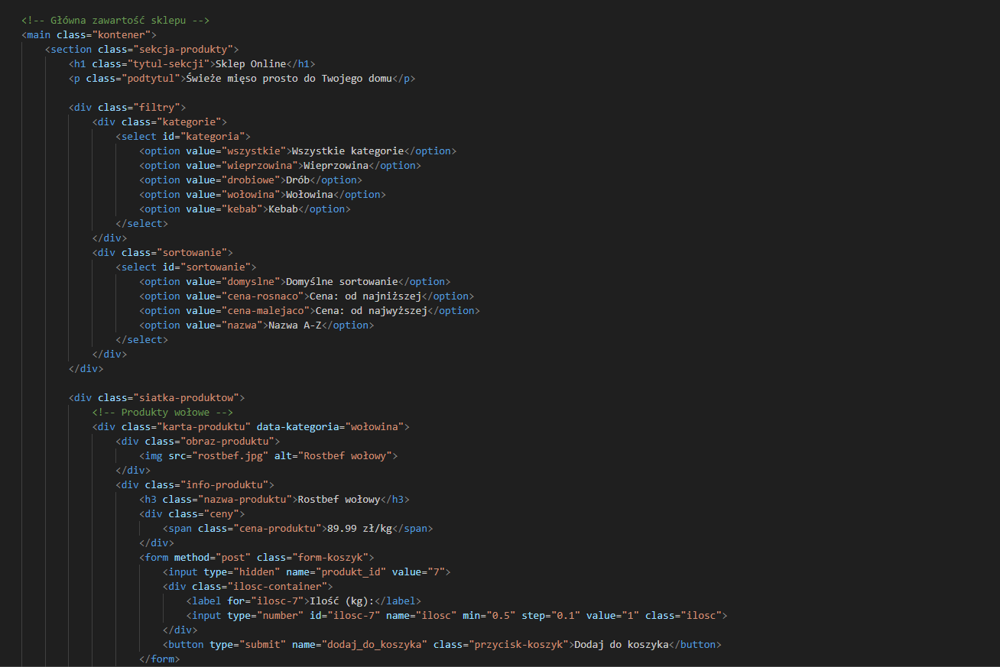 <!-- Główna zawartość sklepu -->
<main class="kontener">
<section class="sekcja-produkty">
<h1 class="tytul-sekcji">Sklep Online</h1>
<p class="podtytul">Świeże mięso prosto do Twojego domu</p>
<div class="filtry">
<div class="kategorie">
<select id="kategoria">
<option value="wszystkie">Wszystkie kategorie</option>
<option value="wieprzowina">Wieprzowina</option>
<option value="drobiowe">Drób</option>
<option value="wołowina">Wołowina</option>
<option value="kebab">Kebab</option>
</select>
</div>
<div class="sortowanie">
<select id="sortowanie">
<option value="domyslne">Domyślne sortowanie</option>
<option value="cena-rosnaco">Cena: od najniższej</option>
<option value="cena-malejaco">Cena: od najwyższej</option>
<option value="nazwa">Nazwa A-Z</option>
</select>
</div>
</div>
<div class="siatka-produktow">
<!-- Produkty wołowe -->
<div class="karta-produktu" data-kategoria="wołowina">
<div class="obraz-produktu">
<img src="rostbef.jpg" alt="Rostbef wołowy">
</div>
<div class="info-produktu">
<h3 class="nazwa-produktu">Rostbef wołowy</h3>
<div class="ceny">
<span class="cena-produktu">89.99 zł/kg</span>
</div>
<form method="post" class="form-koszyk">
<input type="hidden" name="produkt_id" value="7">
<div class="ilosc-container">
<label for="ilosc-7">Ilość (kg):</label>
<input type="number" id="ilosc-7" name="ilosc" min="0.5" step="0.1" value="1" class="ilosc">
</div>
<button type="submit" name="dodaj_do_koszyka" class="przycisk-koszyk">Dodaj do koszyka</button>
</form>